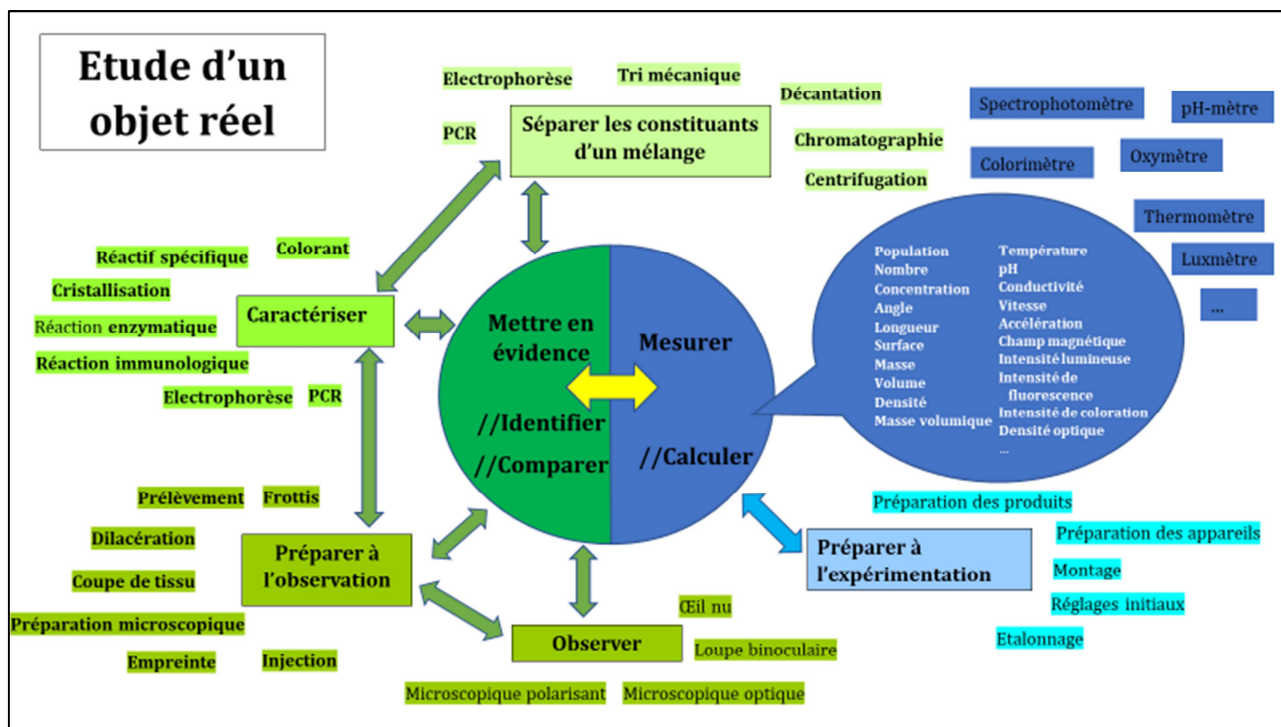 Etude d’un
objet réel
Electrophorèse
Tri mécanique
Décantation
PCR
Séparer les constituants
d’un mélange
Chromatographie
Centrifugation
Spectrophotomètre
pH-mètre
Colorimètre
Oxymètre
Thermomètre
Luxmètre
...
Réactif spécifique
Colorant
Cristallisation
Réaction enzymatique
Caractériser
Réaction immunologique
Electrophorèse
PCR
Mettre en
évidence
//Identifier
//Comparer
Mesurer
//Calculer
Population
Nombre
Concentration
Angle
Longueur
Surface
Masse
Volume
Densité
Masse volumique
Température
pH
Conductivité
Vitesse
Accélération
Champ magnétique
Intensité lumineuse
Intensité de
fluorescence
Intensité de coloration
Densité optique
...
Prélèvement
Frottis
Dilacération
Préparer à
l’observation
Coupe de tissu
Préparation microscopique
Empreinte
Injection
Observer
Œil nu
Loupe binoculaire
Microscopique polarisant
Microscopique optique
Préparation des produits
Préparer à
l’expérimentation
Préparation des appareils
Montage
Réglages initiaux
Etalonnage